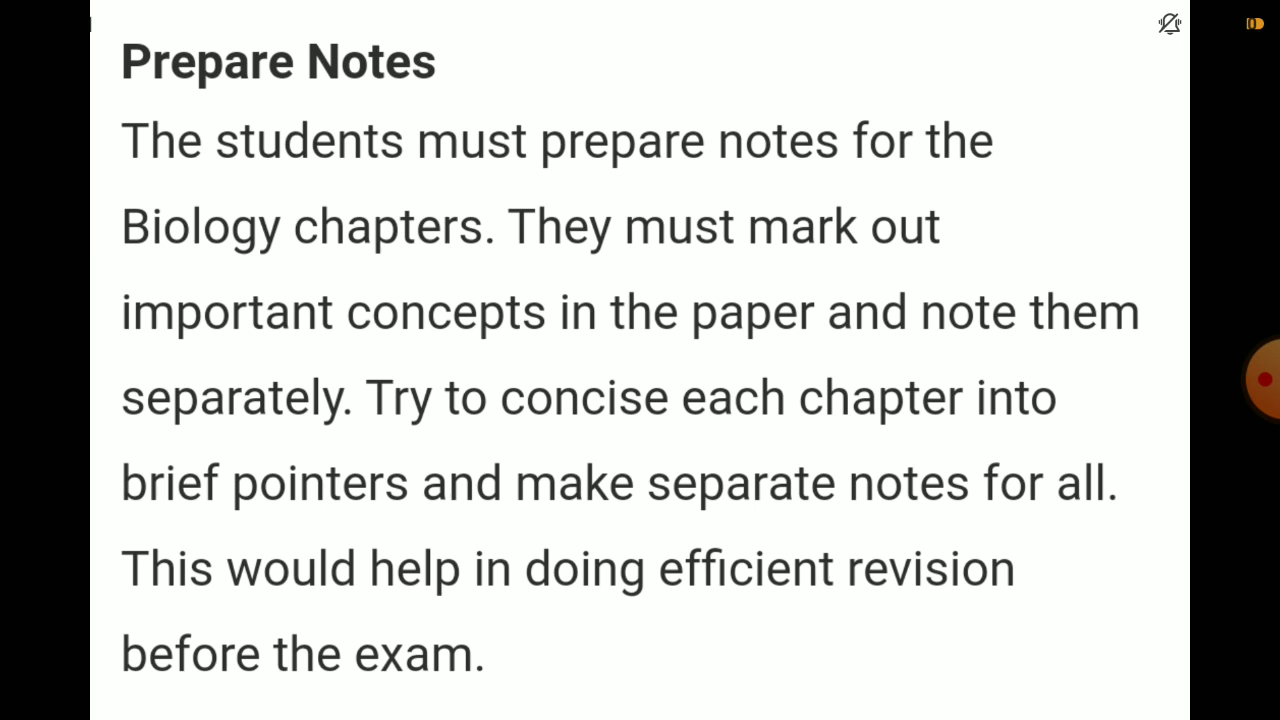 Prepare Notes
The students must prepare notes for the
Biology chapters. They must mark out
important concepts in the paper and note them
separately. Try to concise each chapter into
brief pointers and make separate notes for all.
This would help in doing efficient revision
before the exam.